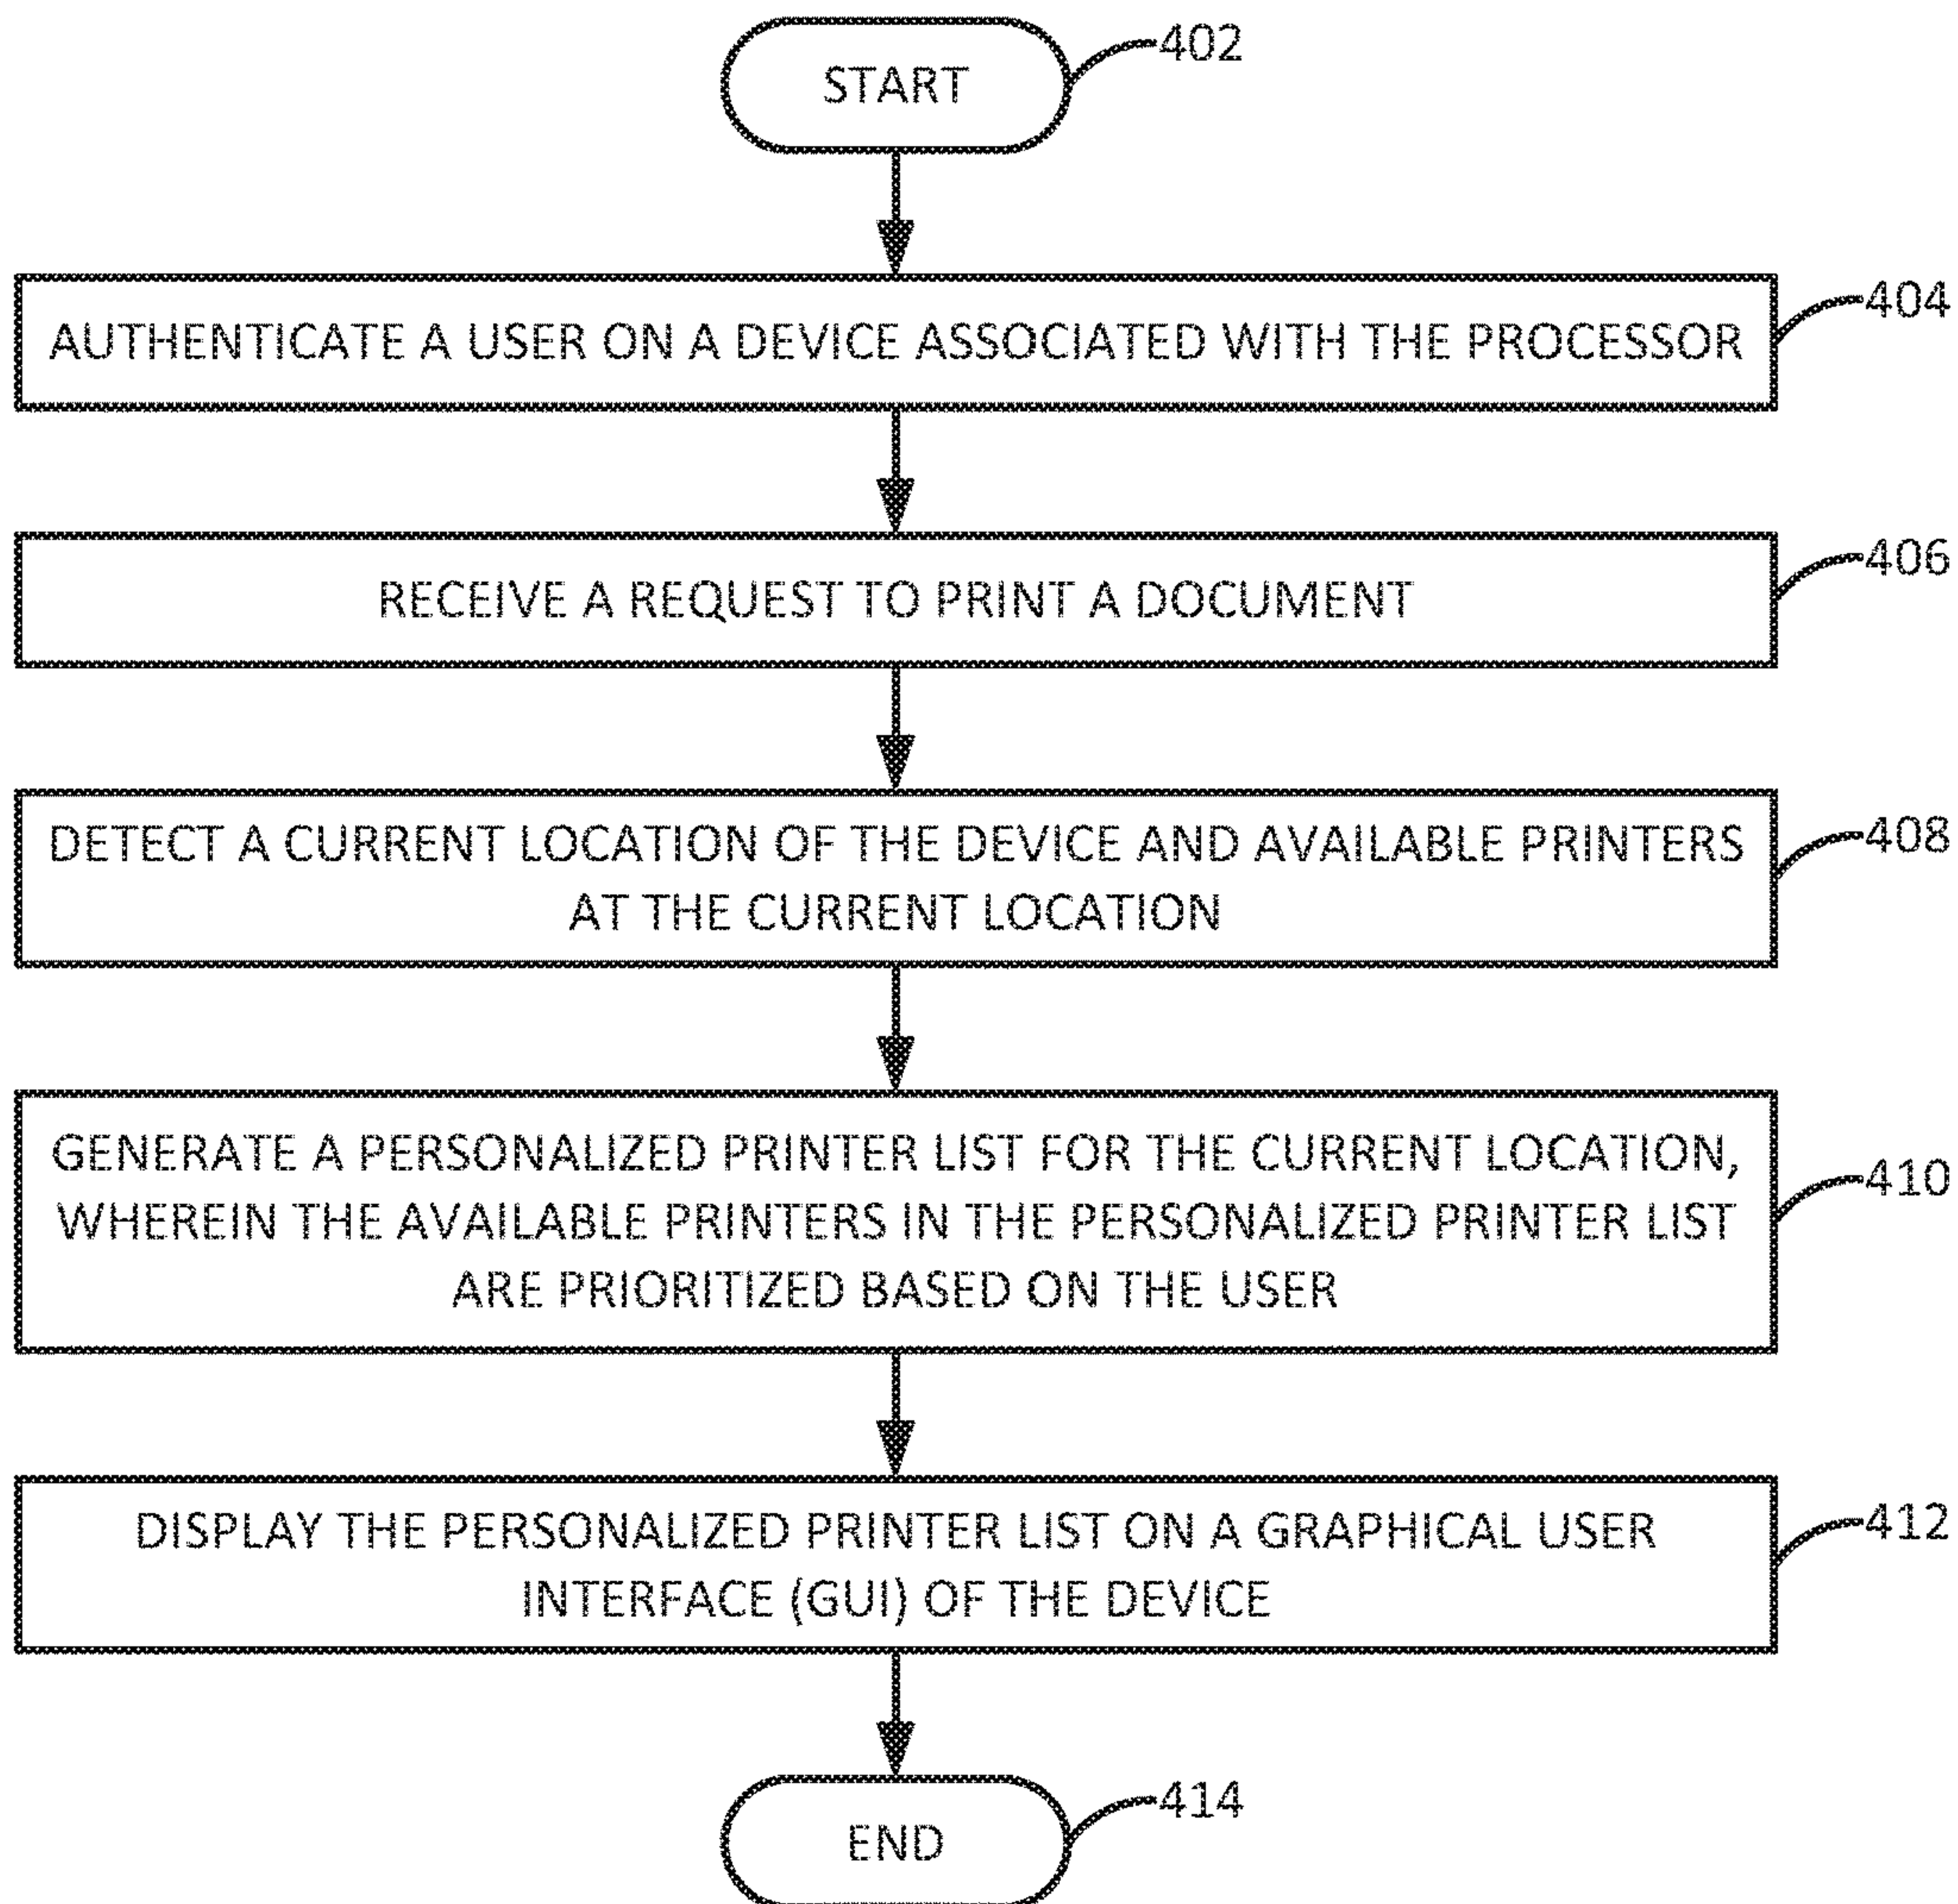 START
402
AUTHENTICATE A USER ON A DEVICE ASSOCIATED WITH THE PROCESSOR
404
RECEIVE A REQUEST TO PRINT A DOCUMENT
406
DETECT A CURRENT LOCATION OF THE DEVICE AND AVAILABLE PRINTERS
AT THE CURRENT LOCATION
408
GENERATE A PERSONALIZED PRINTER LIST FOR THE CURRENT LOCATION,
WHEREIN THE AVAILABLE PRINTERS IN THE PERSONALIZED PRINTER LIST
ARE PRIORITIZED BASED ON THE USER
410
DISPLAY THE PERSONALIZED PRINTER LIST ON A GRAPHICAL USER
INTERFACE (GUI) OF THE DEVICE
412
END
414